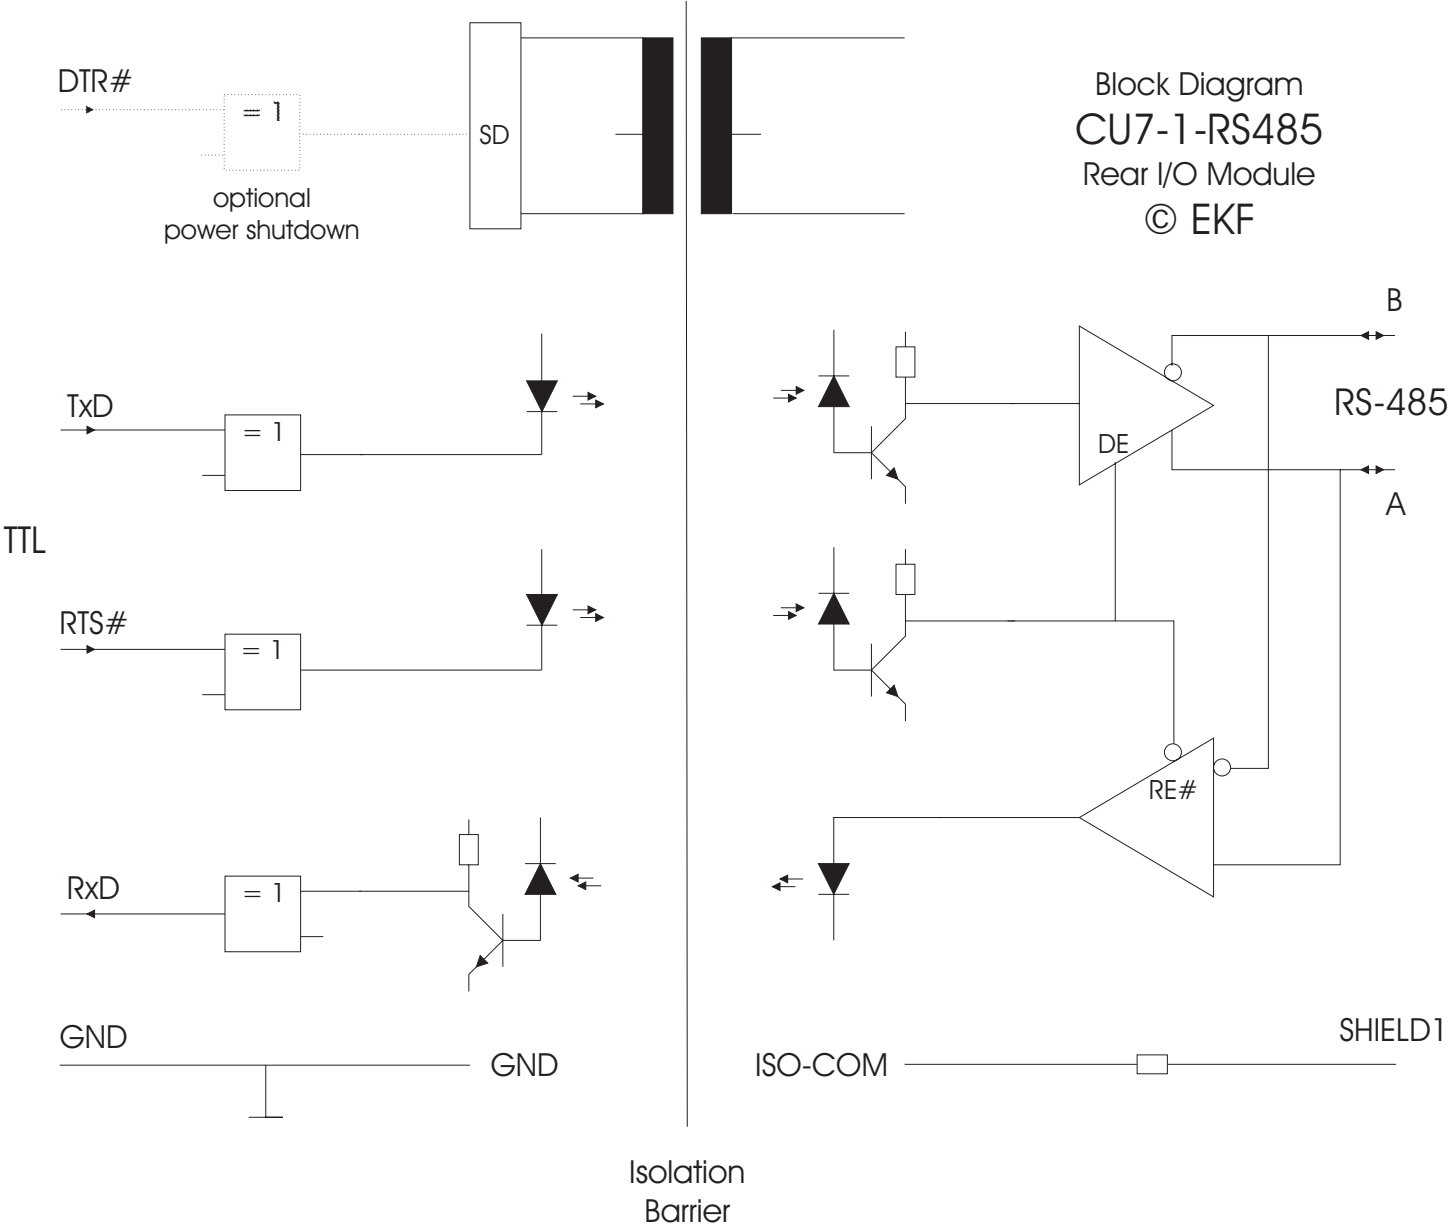 DTR#
= 1
optional
power shutdown
SD
Block Diagram
CU7-1-RS485
Rear I/O Module
© EKF
B
TxD
= 1
DE
RS-485
A
TTL
RTS#
= 1
RE#
RxD
= 1
GND
GND
ISO-COM
SHIELD1
Isolation
Barrier